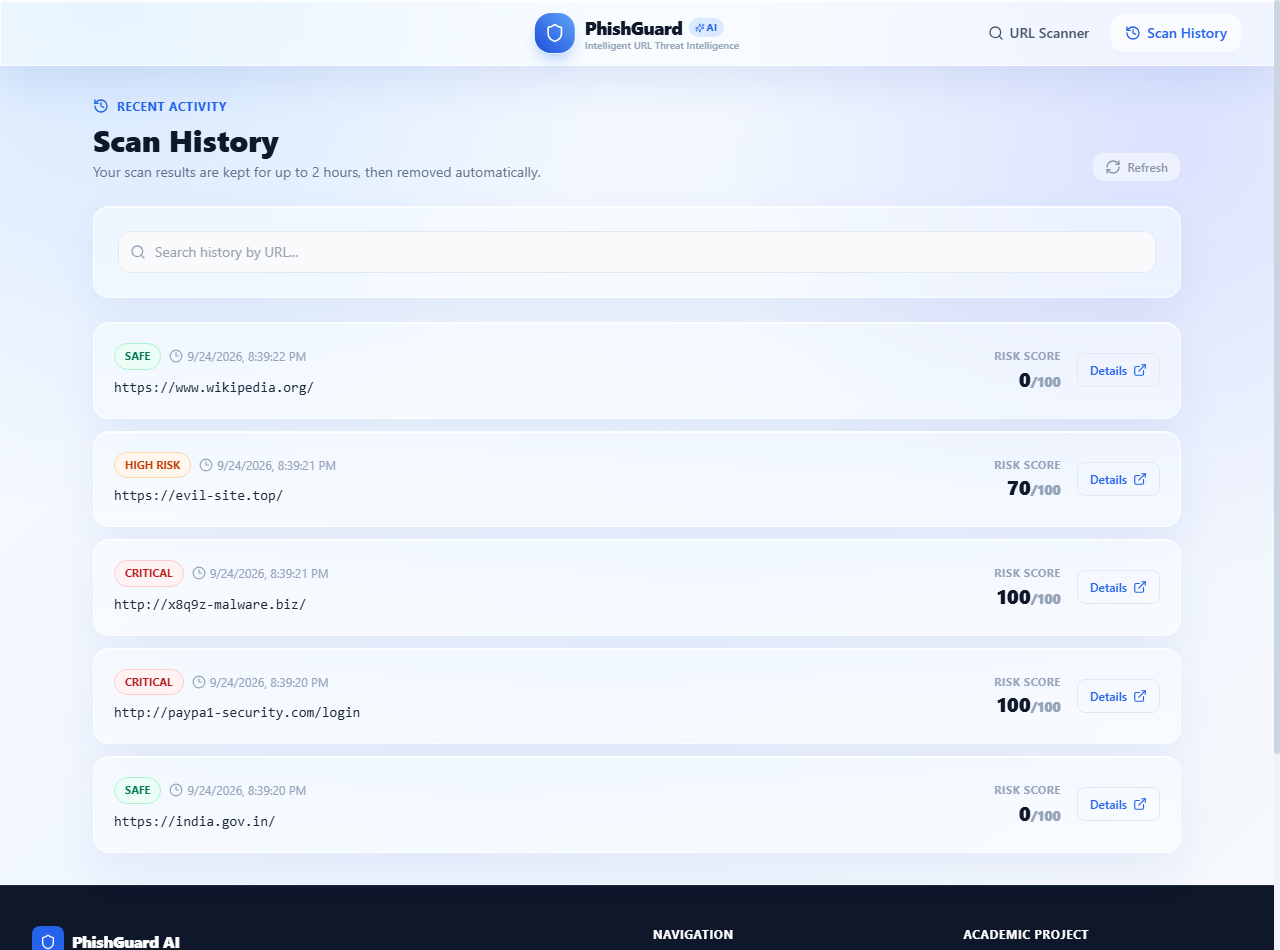 PhishGuard AI
Intelligent URL Threat Intelligence
URL Scanner
Scan History
RECENT ACTIVITY
Scan History
Your scan results are kept for up to 2 hours, then removed automatically.
Refresh
Search history by URL...
SAFE 9/24/2026, 8:39:22 PM
https://www.wikipedia.org/
RISK SCORE
0/100
Details
HIGH RISK 9/24/2026, 8:39:21 PM
https://evil-site.top/
RISK SCORE
70/100
Details
CRITICAL 9/24/2026, 8:39:21 PM
http://x8q9z-malware.biz/
RISK SCORE
100/100
Details
CRITICAL 9/24/2026, 8:39:20 PM
http://paypa1-security.com/login
RISK SCORE
100/100
Details
SAFE 9/24/2026, 8:39:20 PM
https://india.gov.in/
RISK SCORE
0/100
Details
PhishGuard AI
NAVIGATION
ACADEMIC PROJECT